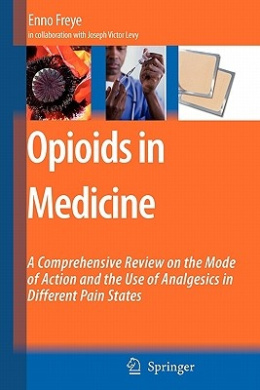 Enno Freye
in collaboration with Joseph Victor Levy
Opioids in
Medicine
A Comprehensive Review on the Mode
of Action and the Use of Analgesics in
Different Pain States
Springer